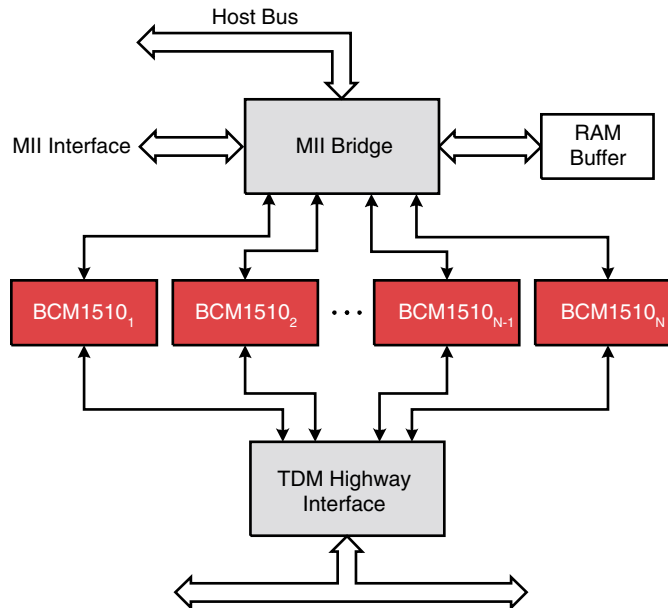 Host Bus
MII Interface
MII Bridge
RAM
Buffer
BCM1510₁
BCM1510₂
...
BCM1510N-1
BCM1510N
TDM Highway
Interface